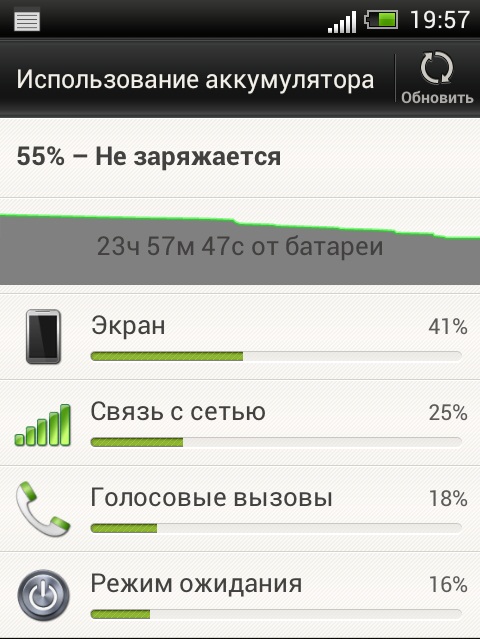 19:57
Использование аккумулятора
Обновить
55% – Не заряжается
23ч 57м 47с от батареи
Экран 41%
Связь с сетью 25%
Голосовые вызовы 18%
Режим ожидания 16%